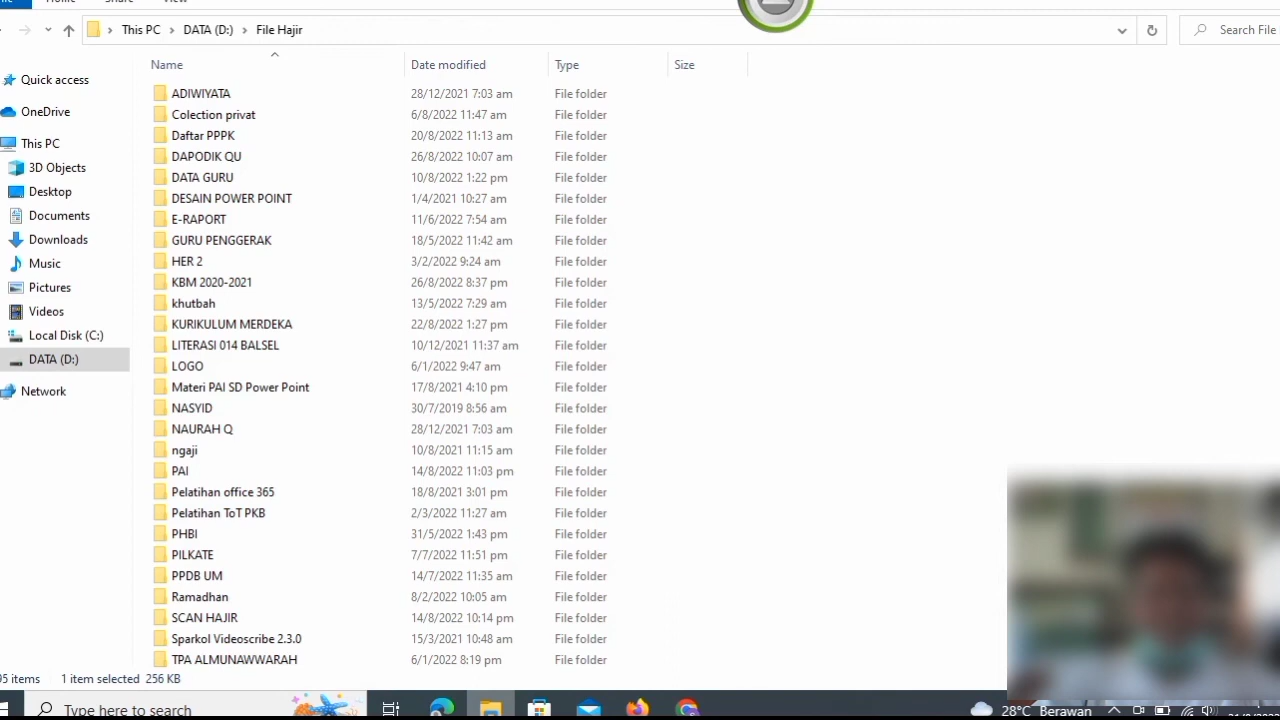 Home Share View
This PC > DATA (D:) > File Hajir
Search File
Name Date modified Type Size
Quick access
OneDrive
This PC
3D Objects
Desktop
Documents
Downloads
Music
Pictures
Videos
Local Disk (C:)
DATA (D:)
Network
ADIWIYATA 28/12/2021 7:03 am File folder
Colection privat 6/8/2022 11:47 am File folder
Daftar PPPK 20/8/2022 11:13 am File folder
DAPODIK QU 26/8/2022 10:07 am File folder
DATA GURU 10/8/2022 1:22 pm File folder
DESAIN POWER POINT 1/4/2021 10:27 am File folder
E-RAPORT 11/6/2022 7:54 am File folder
GURU PENGGERAK 18/5/2022 11:42 am File folder
HER 2 3/2/2022 9:24 am File folder
KBM 2020-2021 26/8/2022 8:37 pm File folder
khutbah 13/5/2022 7:29 am File folder
KURIKULUM MERDEKA 22/8/2022 1:27 pm File folder
LITERASI 014 BALSEL 10/12/2021 11:37 am File folder
LOGO 6/1/2022 9:47 am File folder
Materi PAI SD Power Point 17/8/2021 4:10 pm File folder
NASYID 30/7/2019 8:56 am File folder
NAURAH Q 28/12/2021 7:03 am File folder
ngaji 10/8/2021 11:15 am File folder
PAI 14/8/2022 11:03 pm File folder
Pelatihan office 365 18/8/2021 3:01 pm File folder
Pelatihan ToT PKB 2/3/2022 11:27 am File folder
PHBI 31/5/2022 1:43 pm File folder
PILKATE 7/7/2022 11:51 pm File folder
PPDB UM 14/7/2022 11:35 am File folder
Ramadhan 8/2/2022 10:05 am File folder
SCAN HAJIR 14/8/2022 10:14 pm File folder
Sparkol Videoscribe 2.3.0 15/3/2021 10:48 am File folder
TPA ALMUNAWWARAH 6/1/2022 8:19 pm File folder
items 1 item selected 256 KB
Type here to search
28°C Berawan